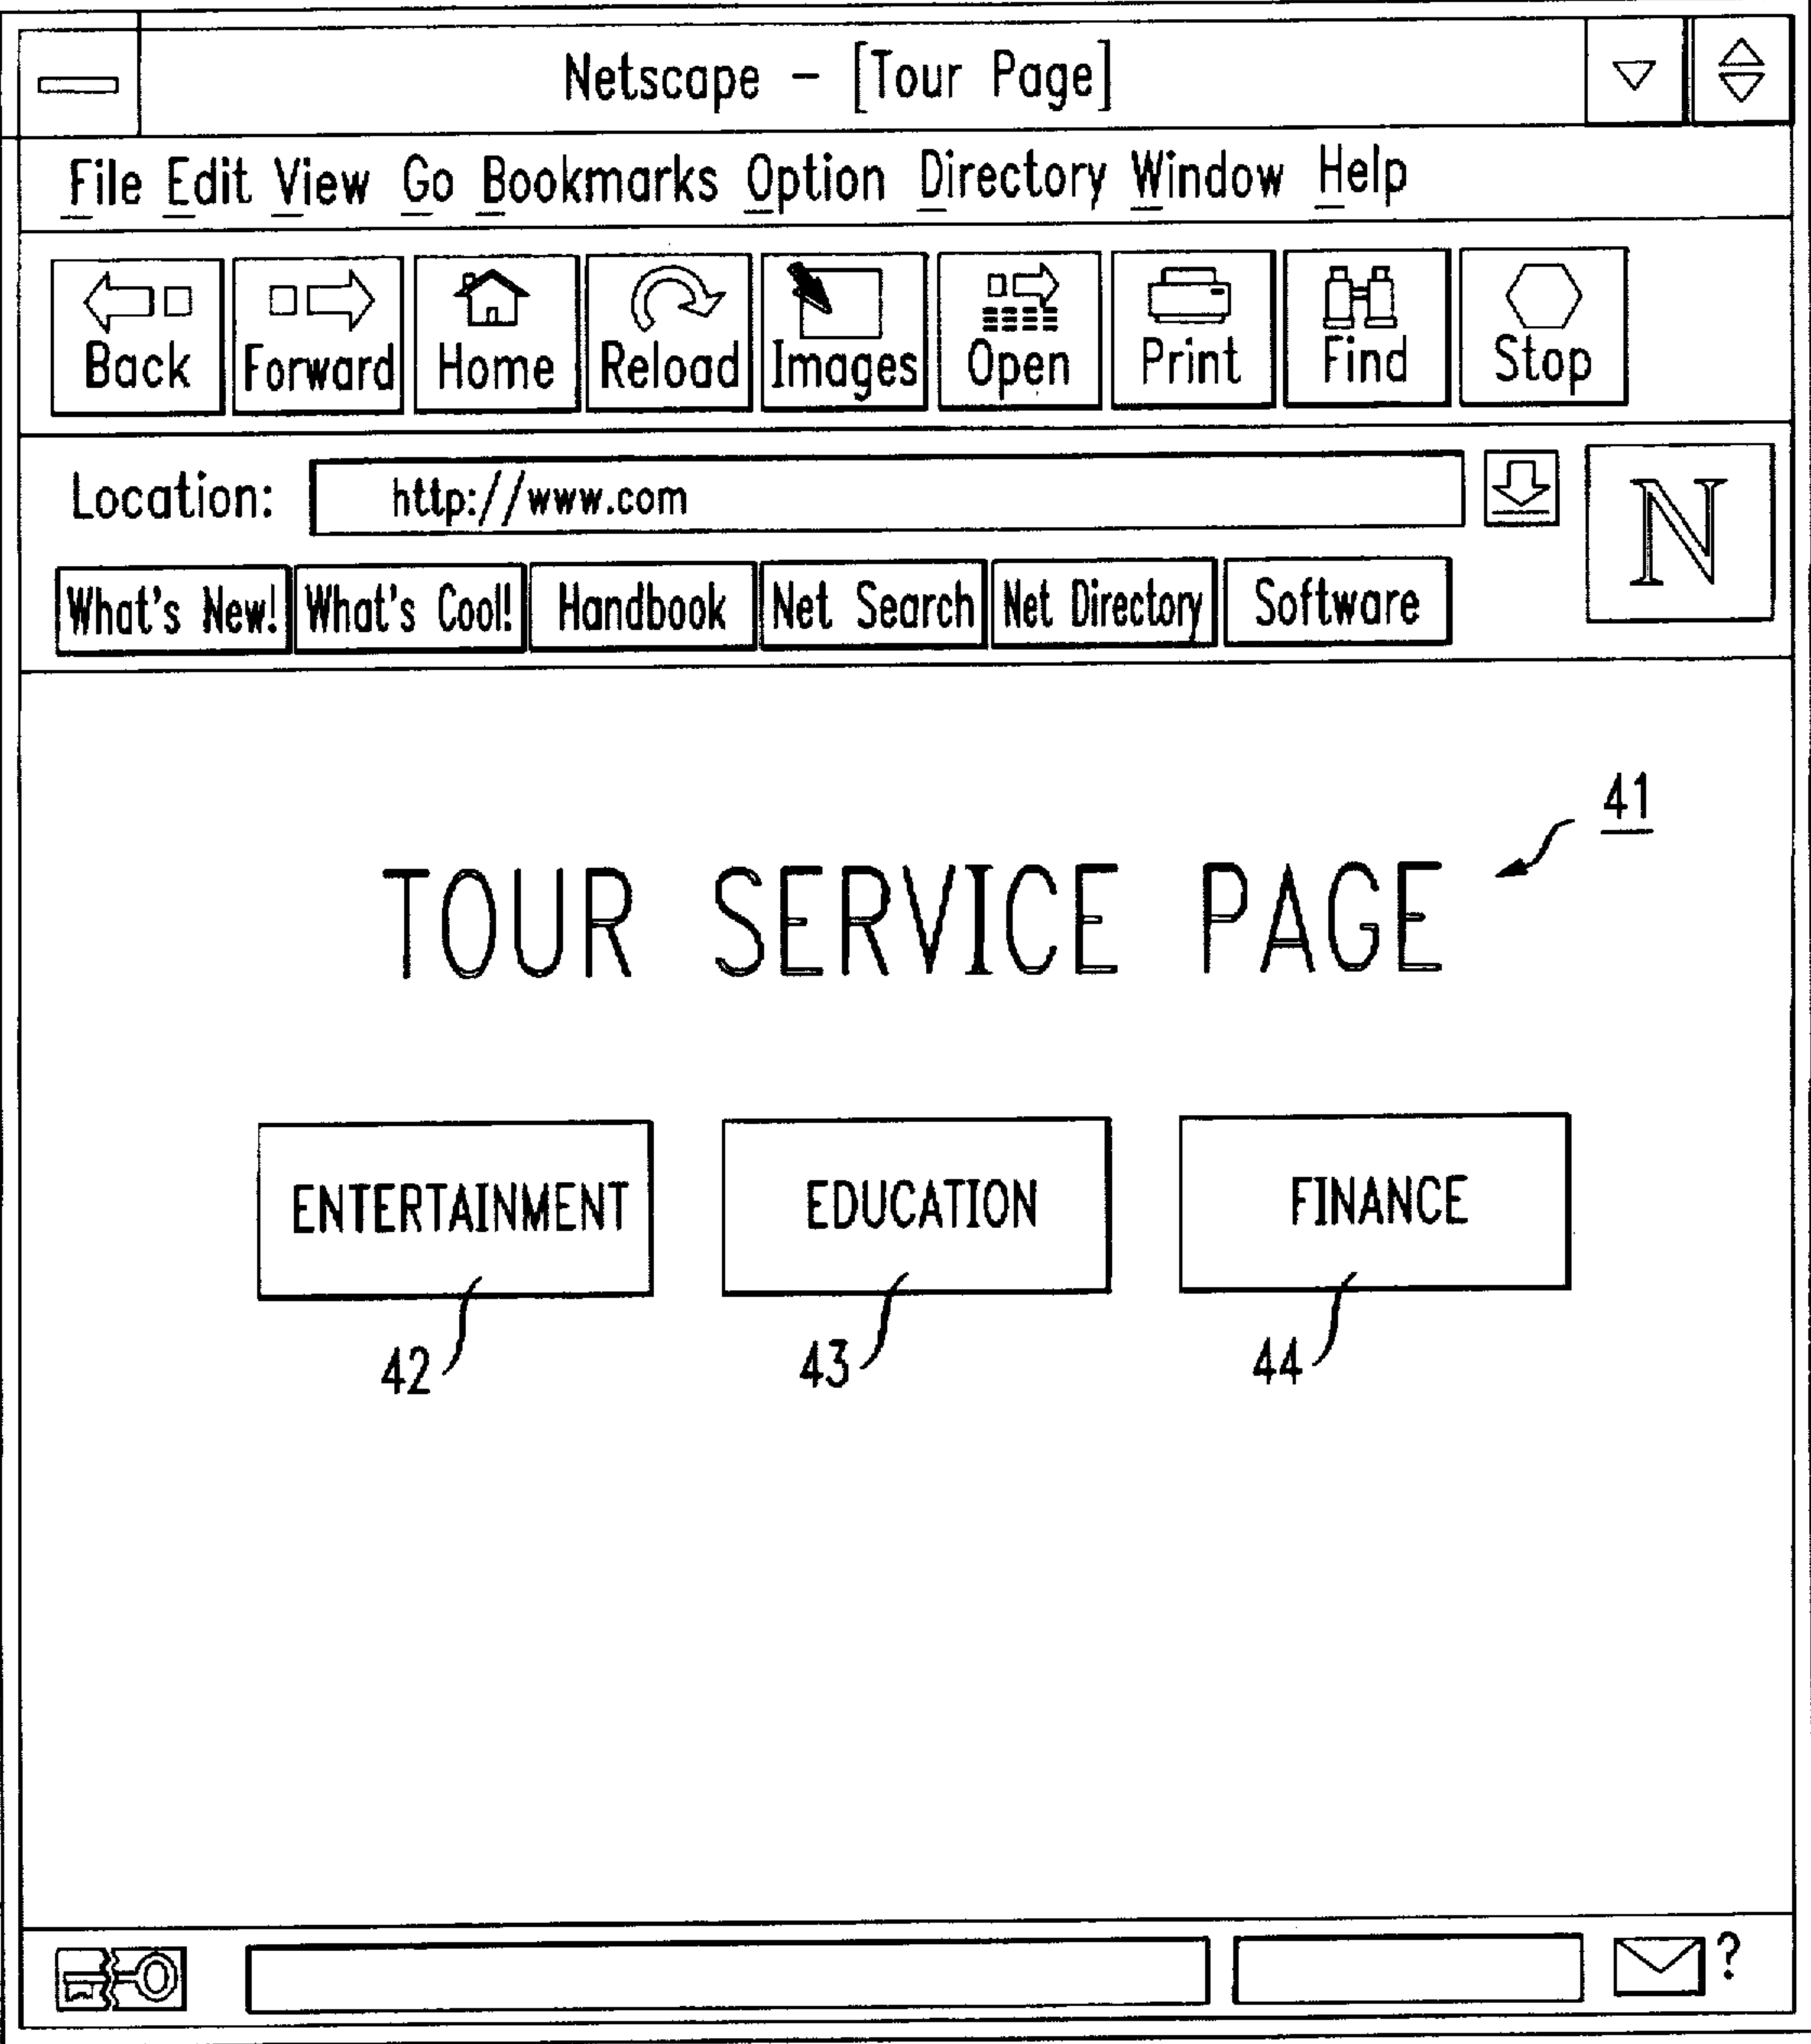 Netscape - [Tour Page]
File Edit View Go Bookmarks Option Directory Window Help
Back Forward Home Reload Images Open Print Find Stop
Location: http://www.com
N
What's New! What's Cool! Handbook Net Search Net Directory Software
41
TOUR SERVICE PAGE
ENTERTAINMENT EDUCATION FINANCE
42 43 44
?